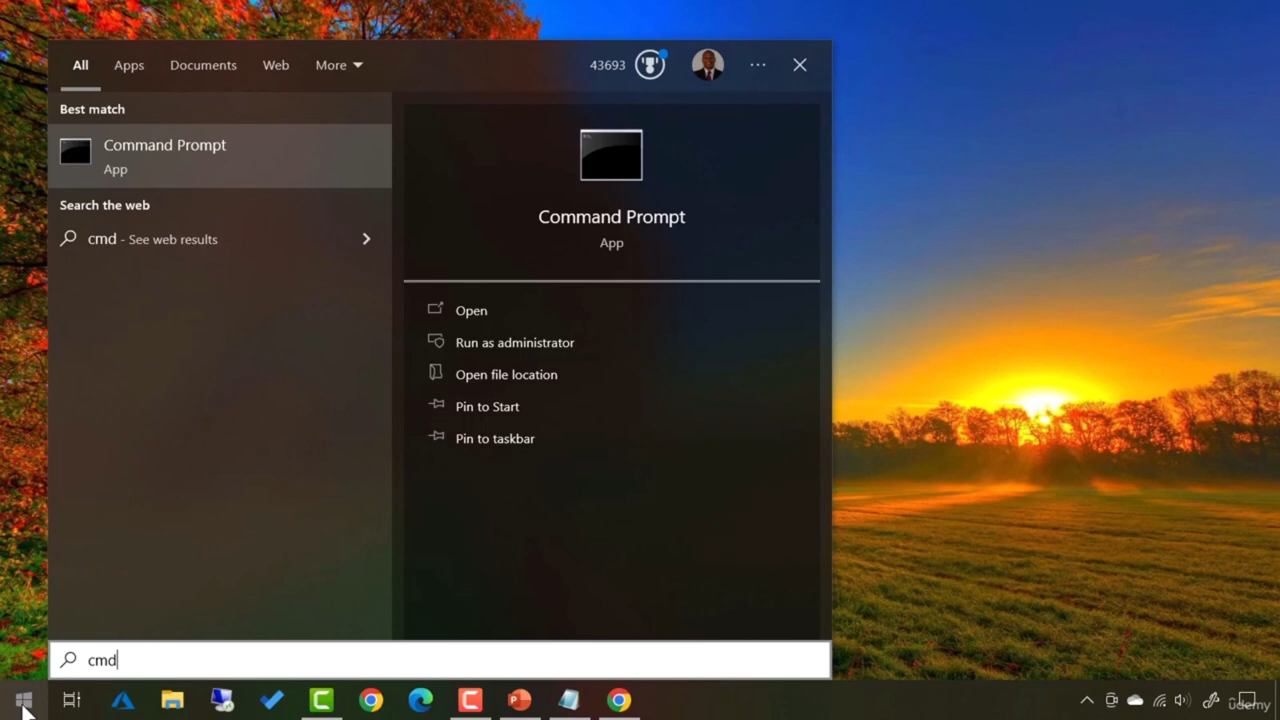 All Apps Documents Web More
43693
Best match
Command Prompt
App
Search the web
cmd - See web results
Command Prompt
App
Open
Run as administrator
Open file location
Pin to Start
Pin to taskbar
cmd
udemy